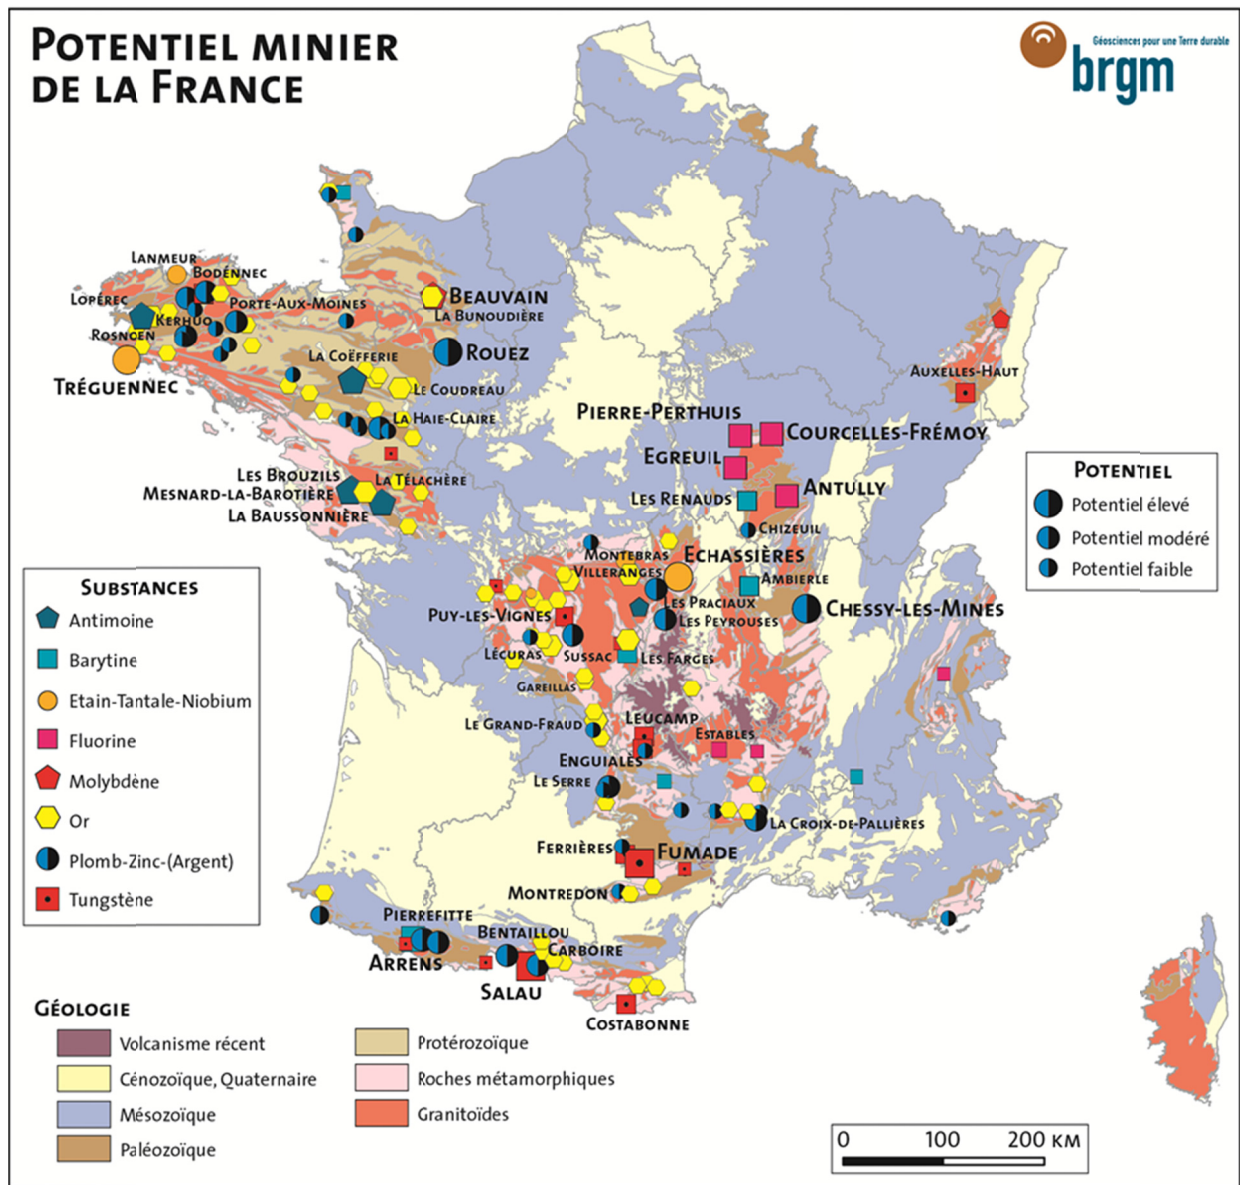 POTENTIEL MINIER
DE LA FRANCE
Géosciences pour une Terre durable
brgm
LANMEUR
BODENNEC
LOPÉREC
PORTE-AUX-MOINES
KERHUO
ROSNOEN
TRÉGUENNEC
BEAUVAIN
LA BUNOUDIÈRE
ROUEZ
LA COËFFERIE
LE COUDREAU
LA HAIE-CLAIRE
AUXELLES-HAUT
PIERRE-PERTHUIS
COURCELLES-FRÉMOY
EGREUIL
LES BROUZILS
LA TÉLACHÈRE
MESNARD-LA-BAROTIÈRE
LA BAUSSONNIÈRE
LES RENAUDS
ANTULLY
CHIZEUIL
MONTEBRAS
ECHASSIÈRES
VILLERANGES
AMBIERLE
LES PRACIAUX
CHESSY-LES-MINES
PUY-LES-VIGNES
LES PEYROUSES
LÉCURAS
SUSSAC
LES FARGES
GAREILLAS
LE GRAND-FRAUD
LEUCAMP
ESTABLES
ENGUIALÈS
LE SERRE
LA CROIX-DE-PALLIÈRES
FERRIÈRES
FUMADE
MONTREDON
PIERREFITTE
BENTAILLOU
CARBOIRE
ARRENS
SALAU
COSTABONNE
POTENTIEL
Potentiel élevé
Potentiel modéré
Potentiel faible
SUBSTANCES
Antimoine
Barytine
Etain-Tantale-Niobium
Fluorine
Molybdène
Or
Plomb-Zinc-(Argent)
Tungstène
GÉOLOGIE
Volcanisme récent
Cénozoïque, Quaternaire
Mésozoïque
Paléozoïque
Protérozoïque
Roches métamorphiques
Granitoïdes
0 100 200 KM